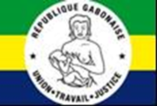 RÉPUBLIQUE GABONAISE
UNION • TRAVAIL • JUSTICE